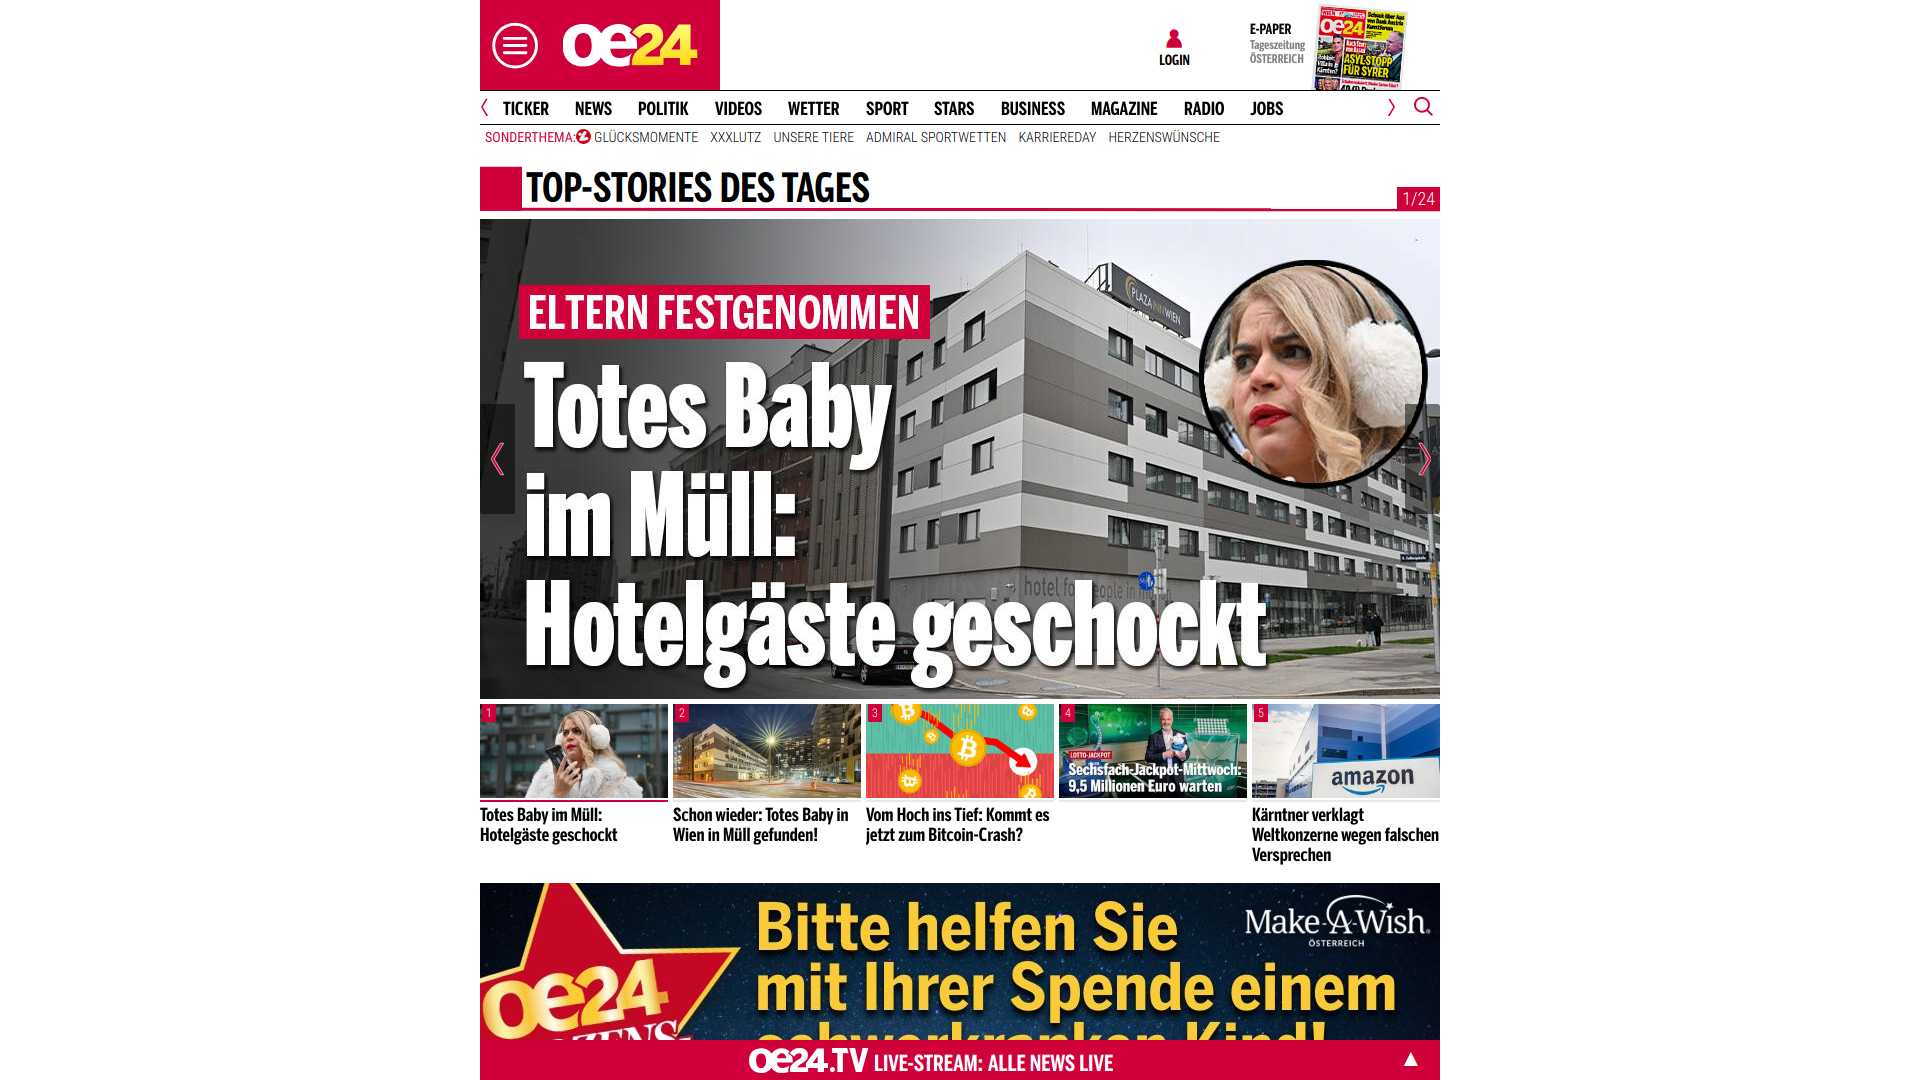 oe24
LOGIN
E-PAPER
Tageszeitung
ÖSTERREICH
oe24
ASYL-STOPP
FÜR SYRER
TICKER NEWS POLITIK VIDEOS WETTER SPORT STARS BUSINESS MAGAZINE RADIO JOBS
SONDERTHEMA: GLÜCKSMOMENTE XXXLUTZ UNSERE TIERE ADMIRAL SPORTWETTEN KARRIEREDAY HERZENSWÜNSCHE
TOP-STORIES DES TAGES
1/24
PLAZA INN WIEN
ELTERN FESTGENOMMEN
Totes Baby
im Müll:
hotel for people in
Hotelgäste geschockt
1
2
3
4
5
LOTTO-JACKPOT
Sechsfach-Jackpot-Mittwoch:
9,5 Millionen Euro warten
amazon
Totes Baby im Müll:
Hotelgäste geschockt
Schon wieder: Totes Baby in
Wien in Müll gefunden!
Vom Hoch ins Tief: Kommt es
jetzt zum Bitcoin-Crash?
Kärntner verklagt
Weltkonzerne wegen falschen
Versprechen
oe24
Bitte helfen Sie
mit Ihrer Spende einem
schwerkranken Kind!
Make-A-Wish
ÖSTERREICH
oe24.TV LIVE-STREAM: ALLE NEWS LIVE